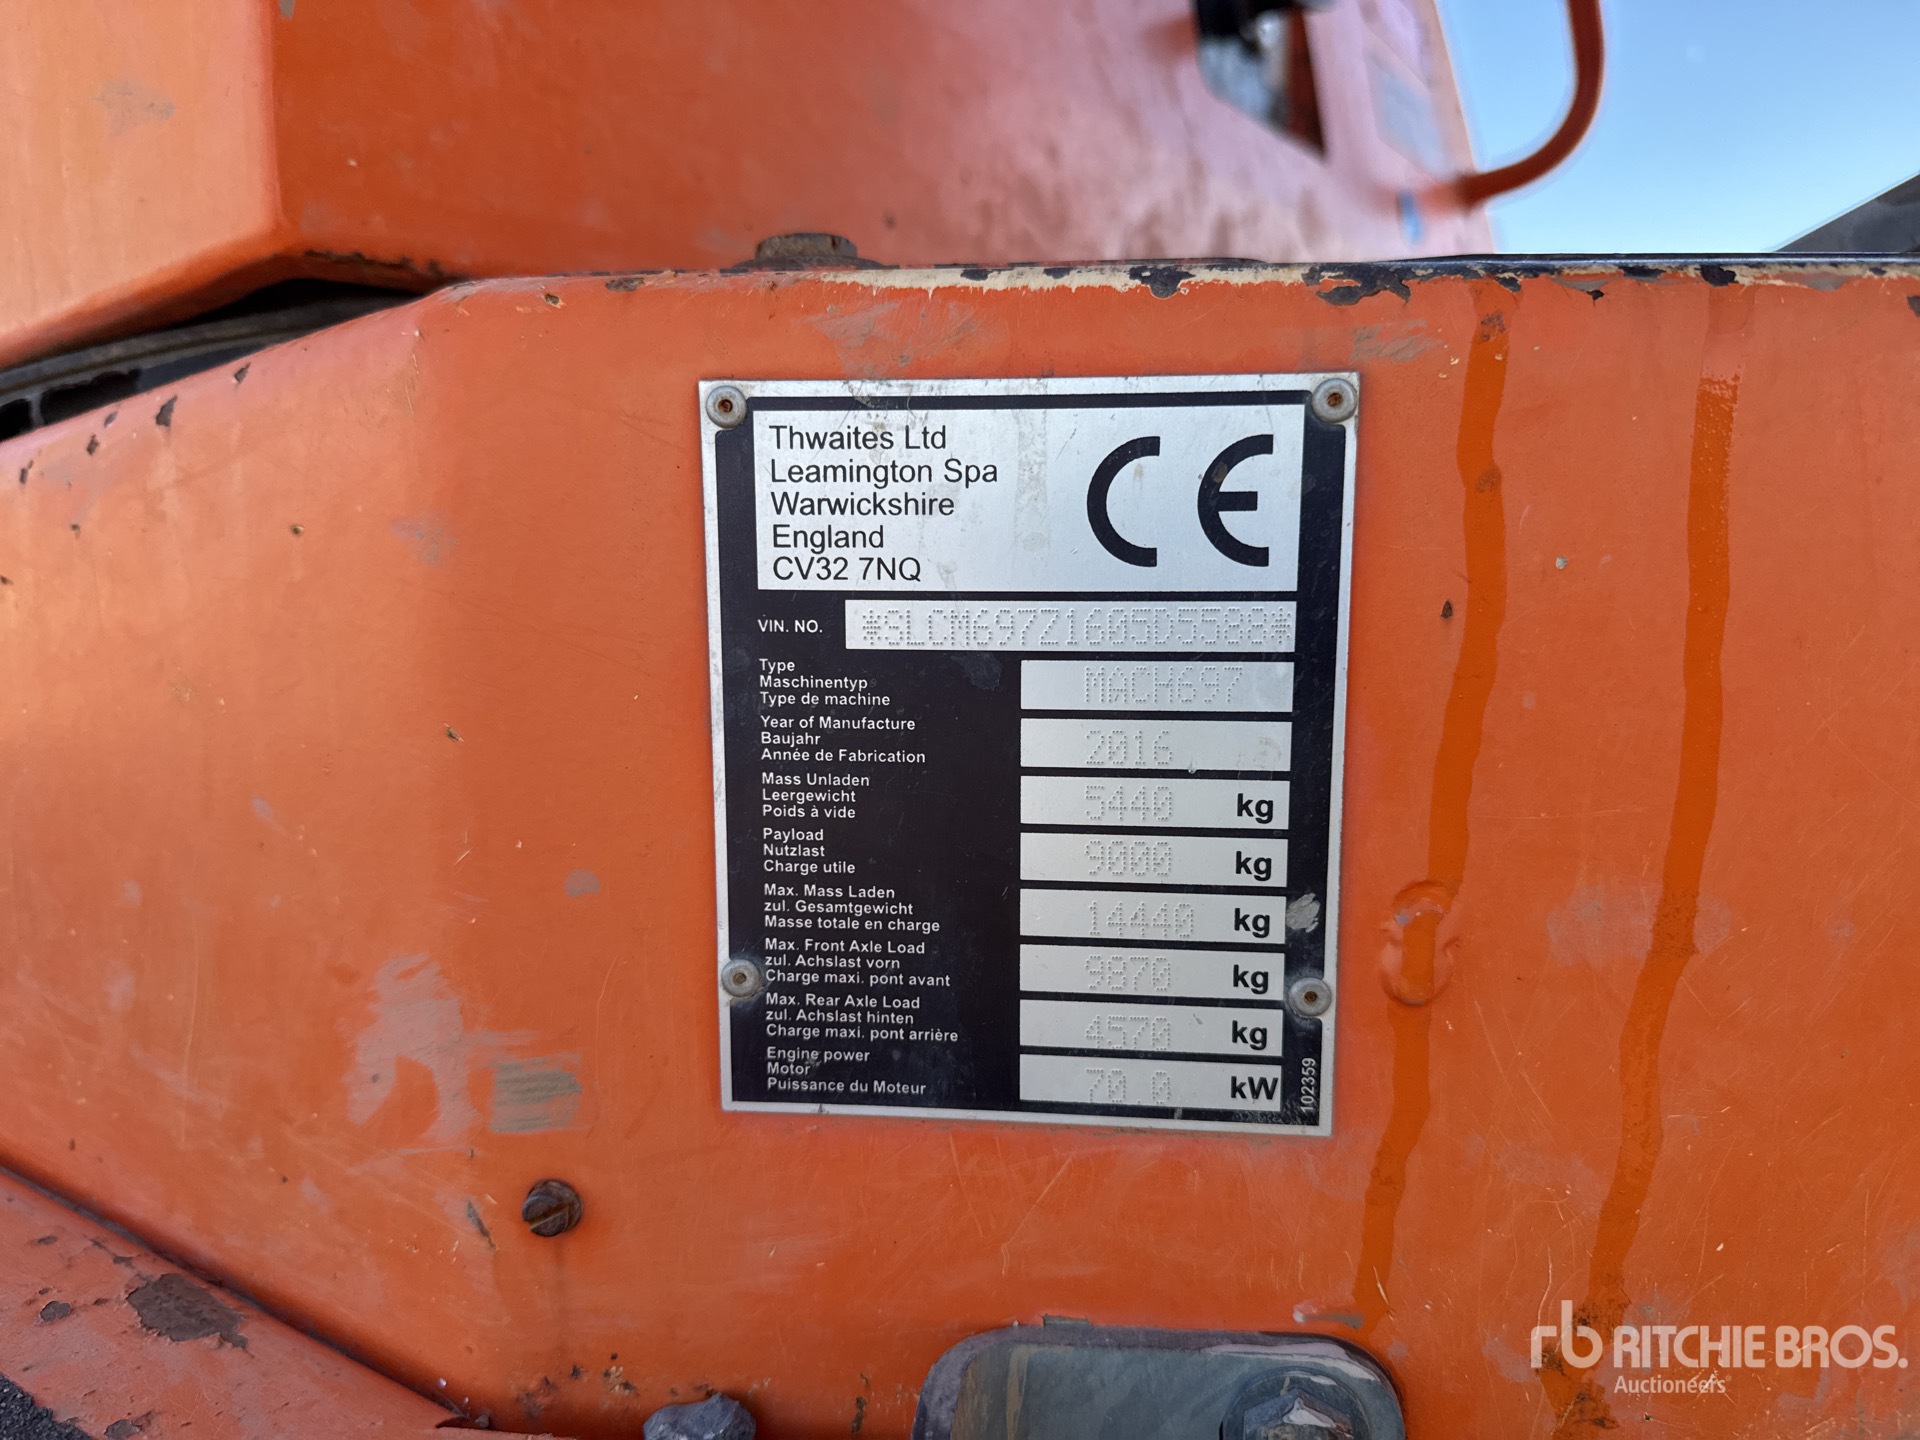 Thwaites Ltd
Leamington Spa
Warwickshire
England
CV32 7NQ
CE
VIN. NO. *SLCM697Z1605D5588*
Type
Maschinentyp
Type de machine
MACH697
Year of Manufacture
Baujahr
Année de Fabrication
2016
Mass Unladen
Leergewicht
Poids à vide
5440 kg
Payload
Nutzlast
Charge utile
9000 kg
Max. Mass Laden
zul. Gesamtgewicht
Masse totale en charge
14440 kg
Max. Front Axle Load
zul. Achslast vorn
Charge maxi. pont avant
9870 kg
Max. Rear Axle Load
zul. Achslast hinten
Charge maxi. pont arrière
4570 kg
Engine power
Motor
Puissance du Moteur
70.0 kW
102359
rb RITCHIE BROS.
Auctioneers